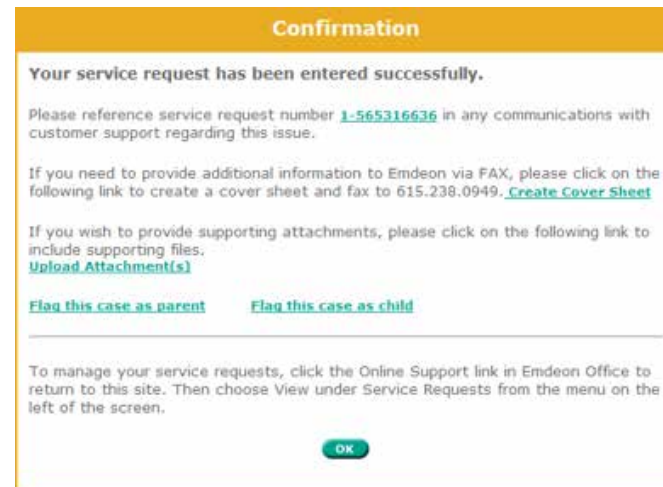 Confirmation
Your service request has been entered successfully.
Please reference service request number 1-565316636 in any communications with
customer support regarding this issue.
If you need to provide additional information to Emdeon via FAX, please click on the
following link to create a cover sheet and fax to 615.238.0949. Create Cover Sheet
If you wish to provide supporting attachments, please click on the following link to
include supporting files.
Upload Attachment(s)
Flag this case as parent Flag this case as child
To manage your service requests, click the Online Support link in Emdeon Office to
return to this site. Then choose View under Service Requests from the menu on the
left of the screen.
OK